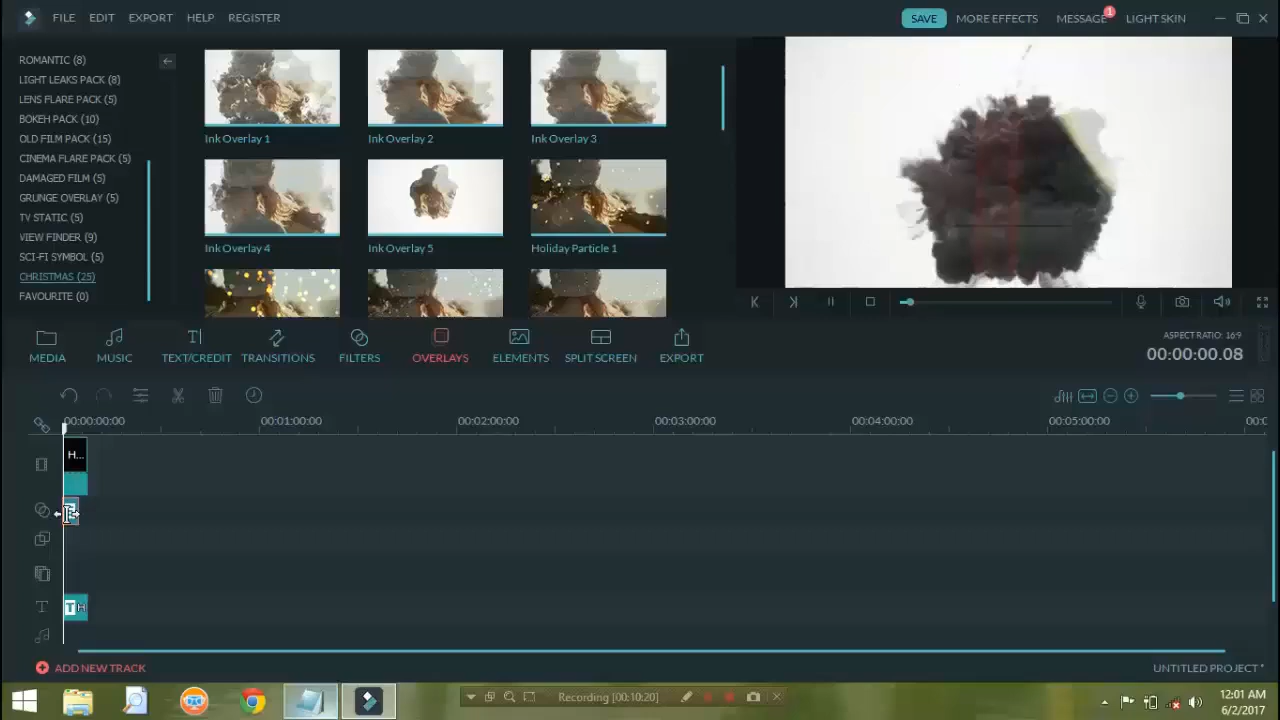 FILE EDIT EXPORT HELP REGISTER SAVE MORE EFFECTS MESSAGE 1 LIGHT SKIN
ROMANTIC (8)
LIGHT LEAKS PACK (8)
LENS FLARE PACK (5)
BOKEH PACK (10)
OLD FILM PACK (15)
CINEMA FLARE PACK (5)
DAMAGED FILM (5)
GRUNGE OVERLAY (5)
TV STATIC (5)
VIEW FINDER (9)
SCI-FI SYMBOL (5)
CHRISTMAS (25)
FAVOURITE (0)
Ink Overlay 1 Ink Overlay 2 Ink Overlay 3
Ink Overlay 4 Ink Overlay 5 Holiday Particle 1
MEDIA MUSIC TEXT/CREDIT TRANSITIONS FILTERS OVERLAYS ELEMENTS SPLIT SCREEN EXPORT
ASPECT RATIO: 16:9
00:00:00.08
00:00:00:00 00:01:00:00 00:02:00:00 00:03:00:00 00:04:00:00 00:05:00:00 00:0
H...
T H
ADD NEW TRACK UNTITLED PROJECT *
Recording [00:10:20]
12:01 AM
6/2/2017